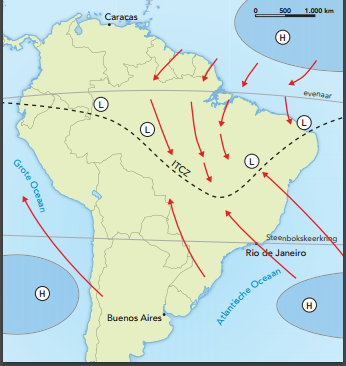 Caracas
0 500 1.000 km
H
evenaar
L
L
L
L
ITCZ
Grote Oceaan
Steenbokskeerkring
Rio de Janeiro
H
H
Atlantische Oceaan
Buenos Aires